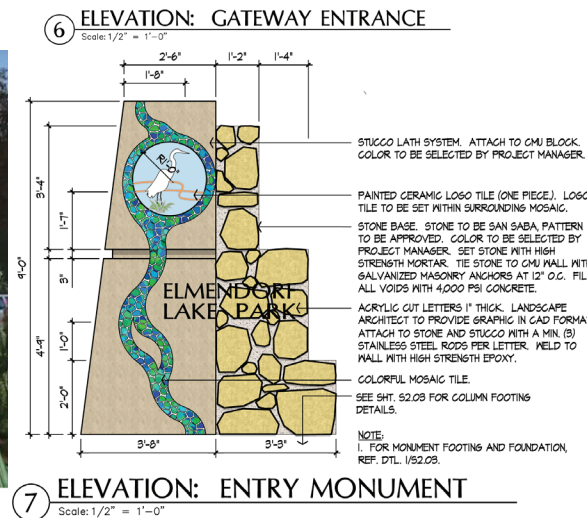 6 ELEVATION: GATEWAY ENTRANCE
Scale: 1/2" = 1'-0"
2'-6" 1'-2" 1'-4"
1'-8"
STUCCO LATH SYSTEM. ATTACH TO CMU BLOCK.
COLOR TO BE SELECTED BY PROJECT MANAGER.
PAINTED CERAMIC LOGO TILE (ONE PIECE). LOGO
TILE TO BE SET WITHIN SURROUNDING MOSAIC.
STONE BASE. STONE TO BE SAN SABA, PATTERN
TO BE APPROVED. COLOR TO BE SELECTED BY
PROJECT MANAGER. SET STONE WITH HIGH
STRENGTH MORTAR. TIE STONE TO CMU WALL WITH
GALVANIZED MASONRY ANCHORS AT 12" O.C. FILL
ALL VOIDS WITH 4,000 PSI CONCRETE.
ACRYLIC CUT LETTERS 1" THICK. LANDSCAPE
ARCHITECT TO PROVIDE GRAPHIC IN CAD FORMAT
ATTACH TO STONE AND STUCCO WITH A MIN. (3)
STAINLESS STEEL RODS PER LETTER. WELD TO
WALL WITH HIGH STRENGTH EPOXY.
COLORFUL MOSAIC TILE.
SEE SHT. S2.03 FOR COLUMN FOOTING
DETAILS.
NOTE:
1. FOR MONUMENT FOOTING AND FOUNDATION,
REF. DTL. 1/S2.03.
9'-0"
3'-4"
1'-7"
3"
4'-9"
1'-0"
2'-0"
ELMENDORF
LAKE PARK
3'-8" 3'-3"
7 ELEVATION: ENTRY MONUMENT
Scale: 1/2" = 1'-0"